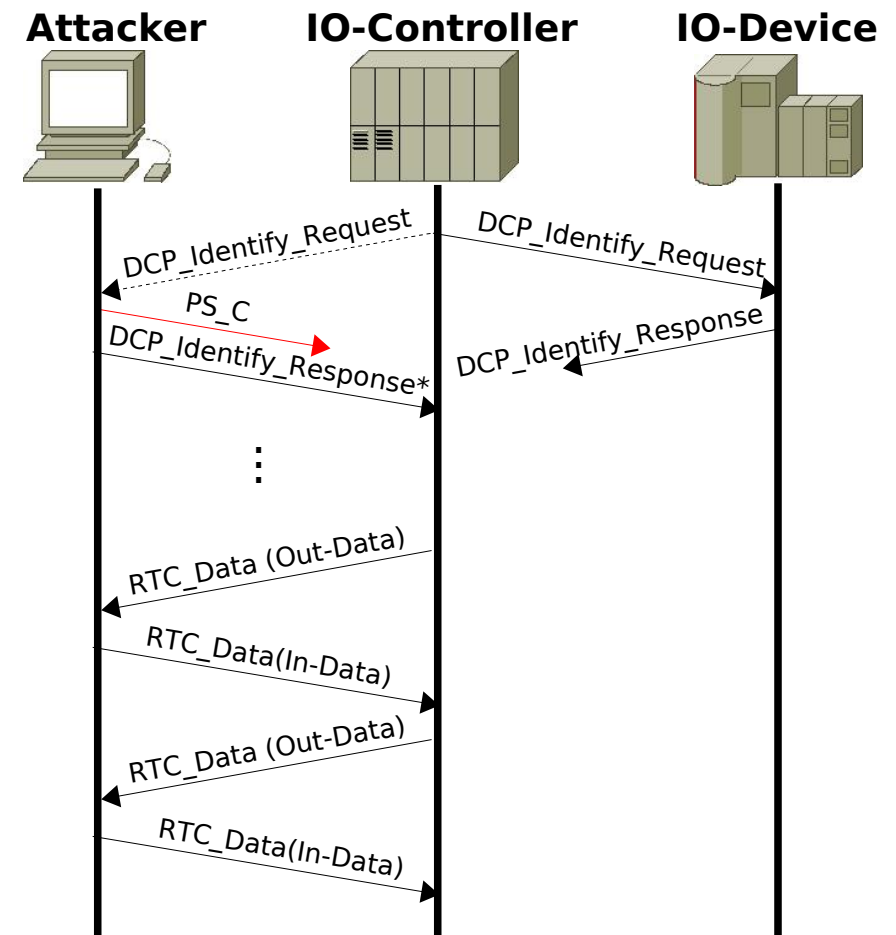 Attacker
IO-Controller
IO-Device
DCP_Identify_Request
DCP_Identify_Request
PS_C
DCP_Identify_Response
DCP_Identify_Response*
⋮
RTC_Data (Out-Data)
RTC_Data(In-Data)
RTC_Data (Out-Data)
RTC_Data(In-Data)